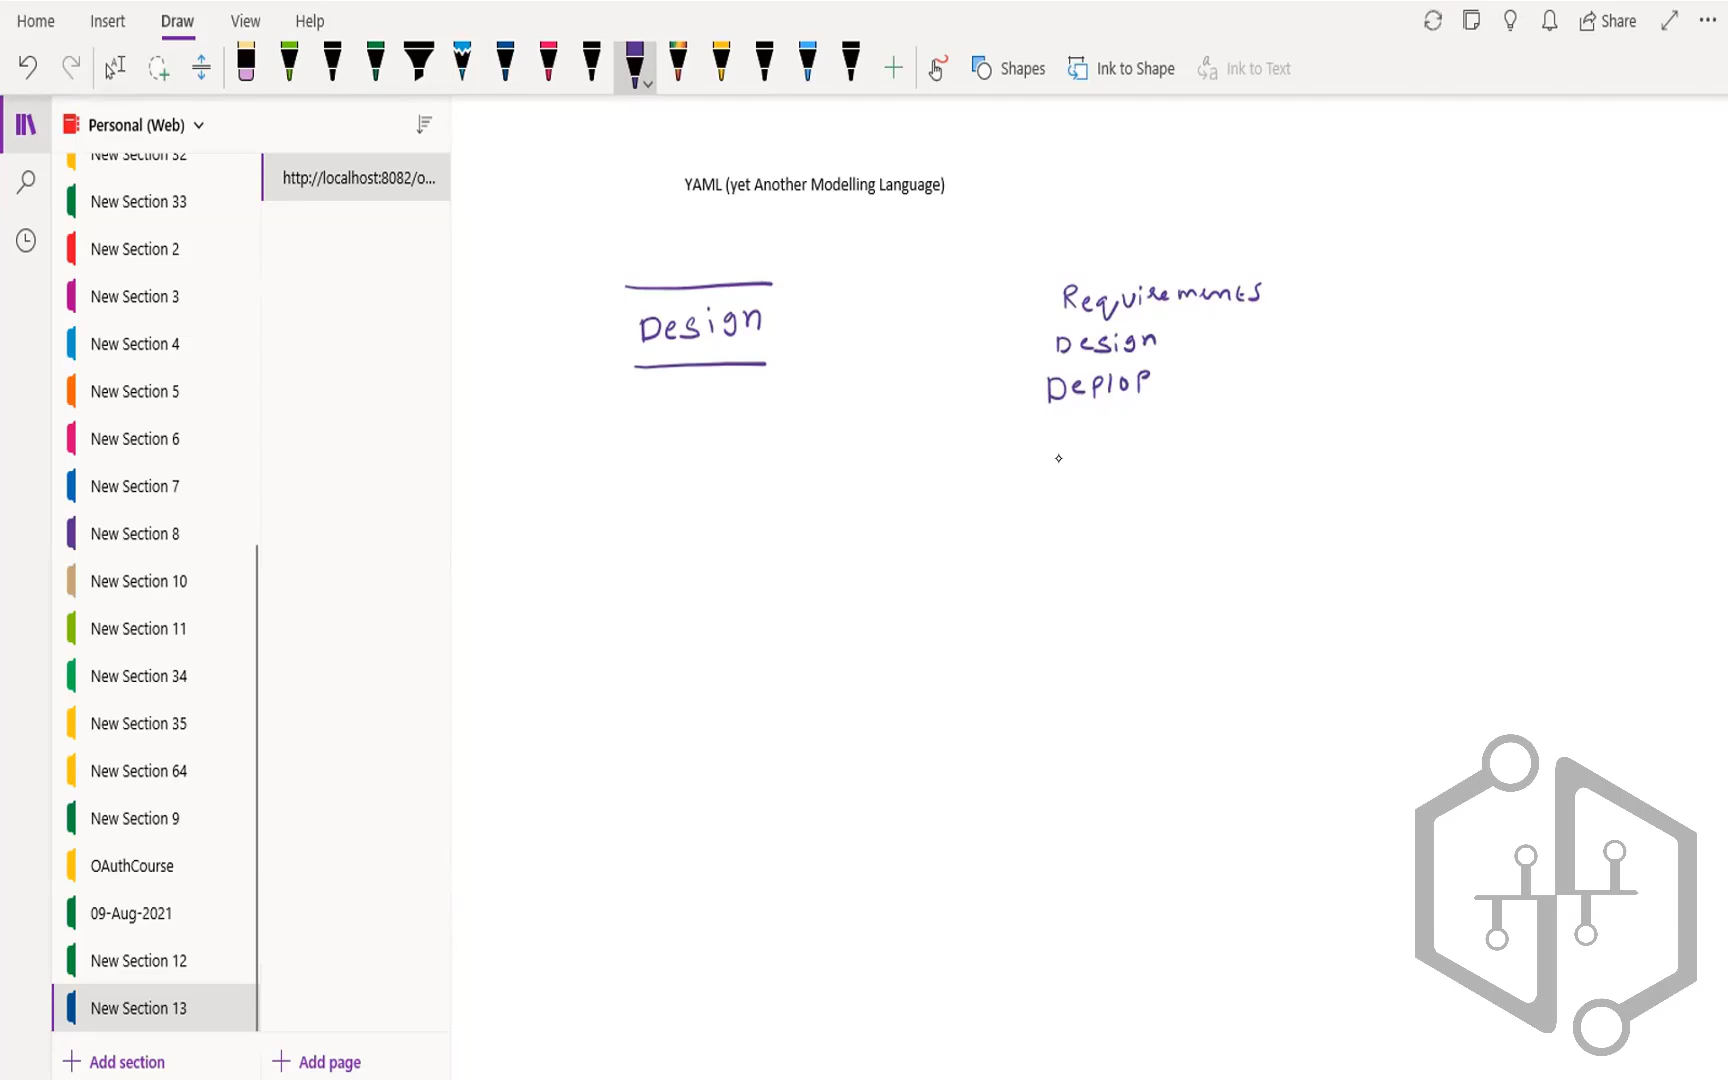 Home Insert Draw View Help Share
Shapes Ink to Shape Ink to Text
Personal (Web)
New Section 32
New Section 33
New Section 2
New Section 3
New Section 4
New Section 5
New Section 6
New Section 7
New Section 8
New Section 10
New Section 11
New Section 34
New Section 35
New Section 64
New Section 9
OAuthCourse
09-Aug-2021
New Section 12
New Section 13
Add section
http://localhost:8082/o...
Add page
YAML (yet Another Modelling Language)
Design
Requirements
Design
Deplop